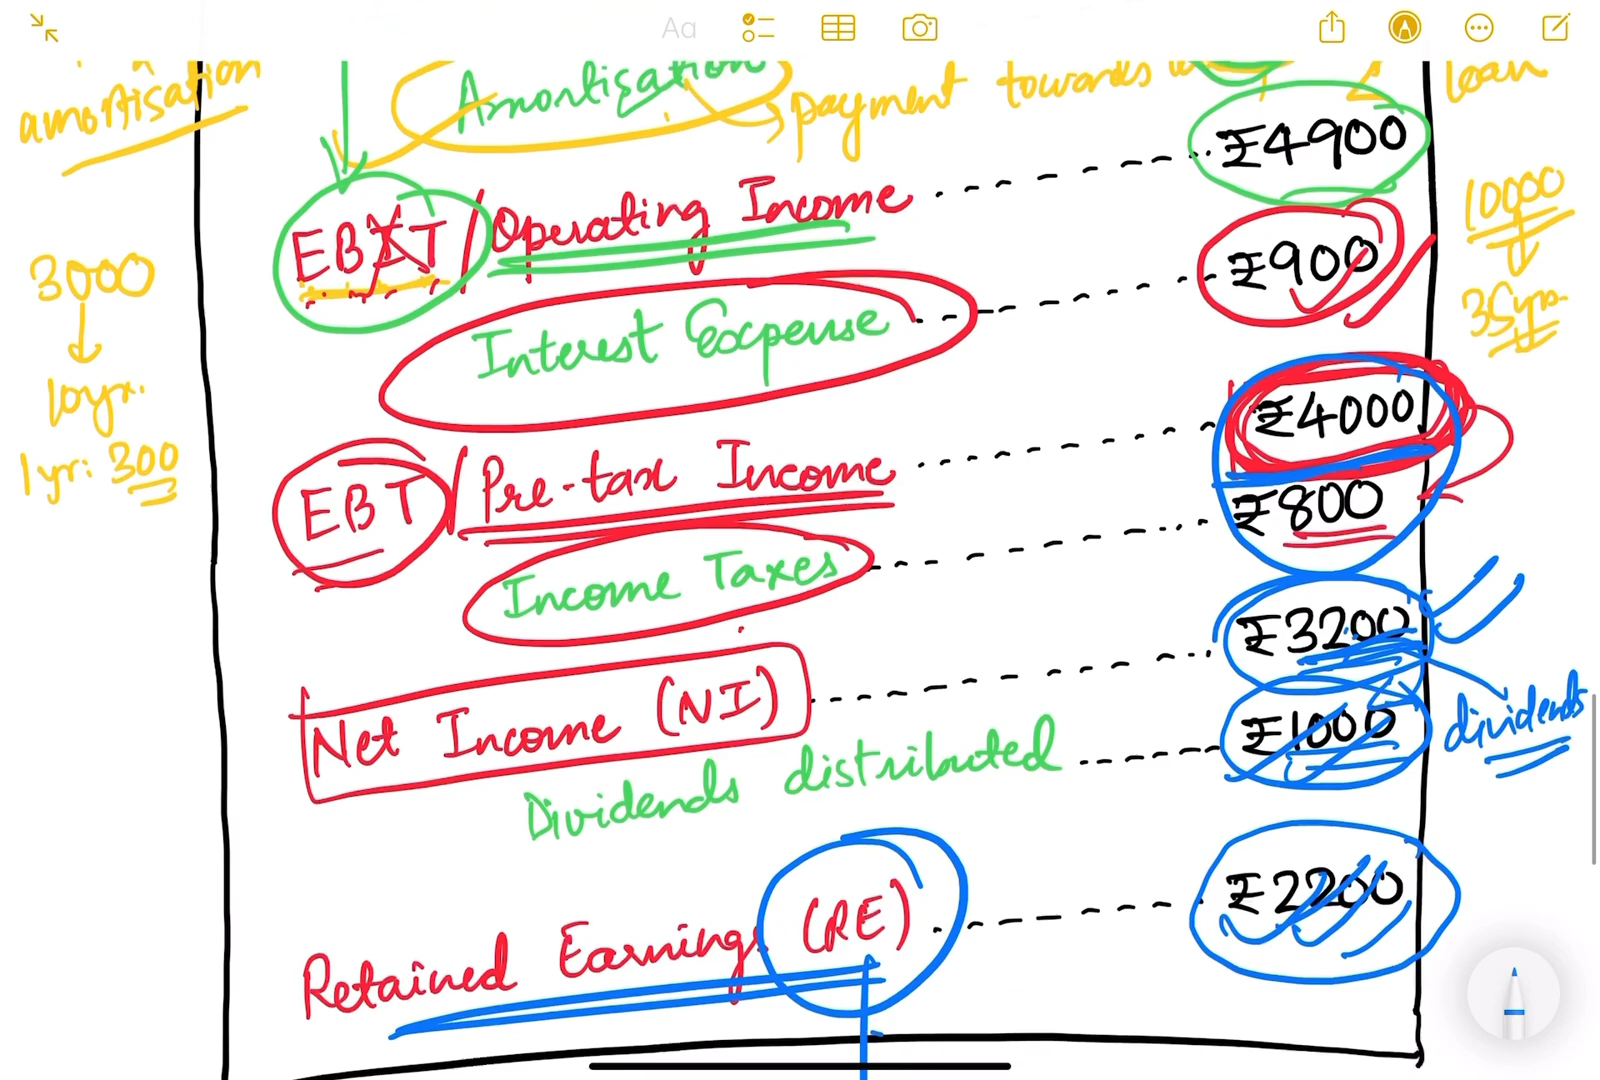 Aa
amortisation
Amortisation
payment towards
loan
₹4900
EBIT / Operating Income
10000
35yrs.
₹900
3000
Interest Expense
10yr.
₹4000
1yr: 300
EBT / Pre-tax Income
₹800
Income Taxes
₹3200
Net Income (NI)
₹1000
dividends
Dividends distributed
₹2200
Retained Earnings (RE)